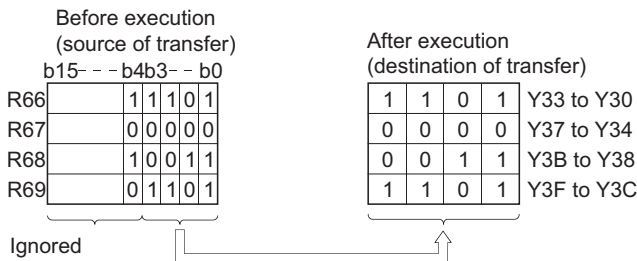 Before execution
(source of transfer)
b15- - - b4b3- - b0
R66 1 1 1 0 1
R67 0 0 0 0 0
R68 1 0 0 1 1
R69 0 1 1 0 1
Ignored
After execution
(destination of transfer)
1 1 0 1 Y33 to Y30
0 0 0 0 Y37 to Y34
0 0 1 1 Y3B to Y38
1 1 0 1 Y3F to Y3C